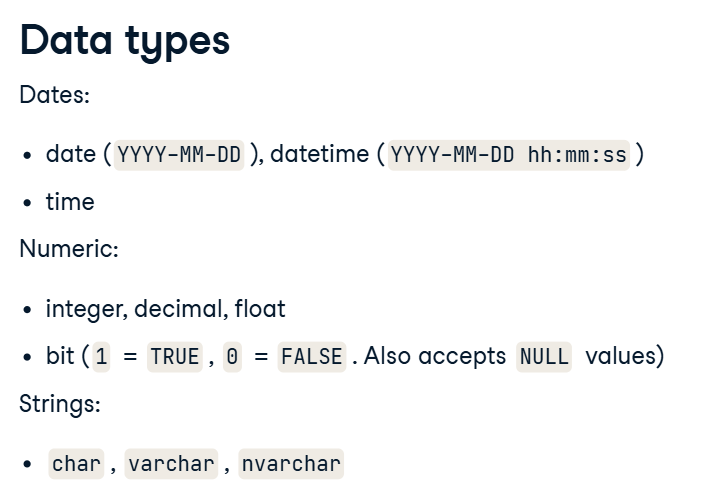 Data types
Dates:
• date (YYYY-MM-DD), datetime (YYYY-MM-DD hh:mm:ss)
• time
Numeric:
• integer, decimal, float
• bit (1 = TRUE, 0 = FALSE. Also accepts NULL values)
Strings:
• char, varchar, nvarchar